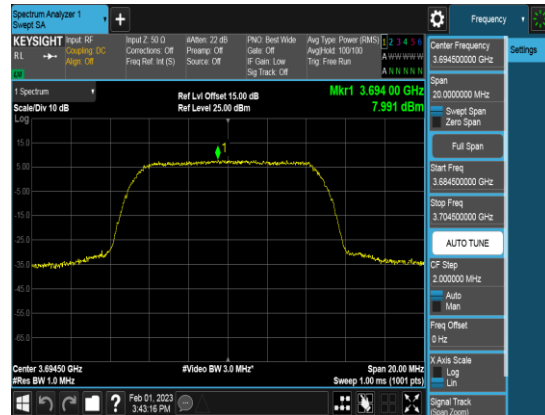 Spectrum Analyzer 1
Swept SA
+
Frequency
KEYSIGHT
RL
Input: RF
Coupling: DC
Align: Off
Input Z: 50 Ω
Corrections: Off
Freq Ref: Int (S)
#Atten: 22 dB
Preamp: Off
Source: Off
PNO: Best Wide
Gate: Off
IF Gain: Low
Sig Track: Off
Avg Type: Power (RMS)
Avg|Hold: 100/100
Trig: Free Run
1 2 3 4 5 6
A W W W W W
A N N N N N
1 Spectrum
Scale/Div 10 dB
Log
Ref Lvl Offset 15.00 dB
Ref Level 25.00 dBm
Mkr1 3.694 00 GHz
7.991 dBm
15.0
5.00
-5.00
-15.0
-25.0
-35.0
-45.0
-55.0
-65.0
1
Center 3.69450 GHz
#Res BW 1.0 MHz
#Video BW 3.0 MHz*
Span 20.00 MHz
Sweep 1.00 ms (1001 pts)
?
Feb 01, 2023
3:43:16 PM
Center Frequency
3.694500000 GHz
Settings
Span
20.0000000 MHz
Swept Span
Zero Span
Full Span
Start Freq
3.684500000 GHz
Stop Freq
3.704500000 GHz
AUTO TUNE
CF Step
2.000000 MHz
Auto
Man
Freq Offset
0 Hz
X Axis Scale
Log
Lin
Signal Track
(Span Zoom)